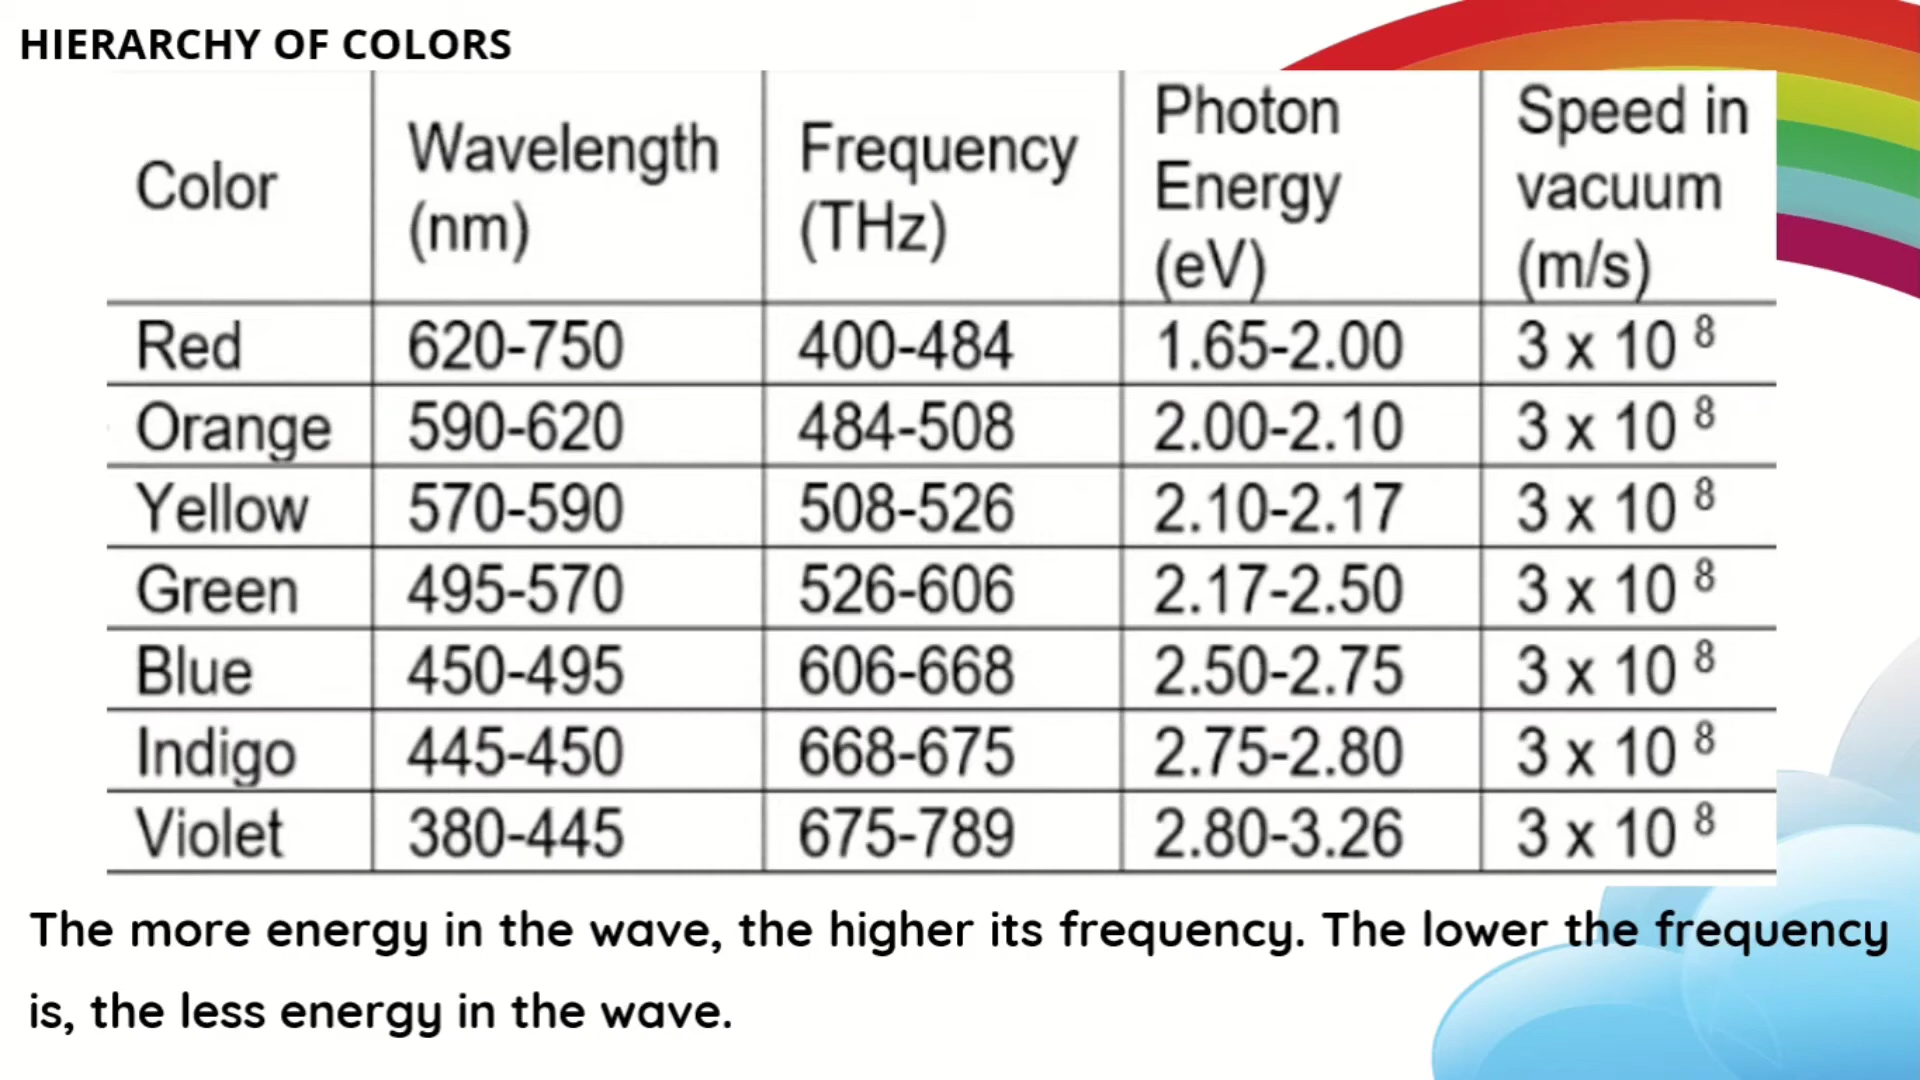 HIERARCHY OF COLORS
Color Wavelength (nm) Frequency (THz) Photon Energy (eV) Speed in vacuum (m/s)
Red 620-750 400-484 1.65-2.00 3 x 10 ⁸
Orange 590-620 484-508 2.00-2.10 3 x 10 ⁸
Yellow 570-590 508-526 2.10-2.17 3 x 10 ⁸
Green 495-570 526-606 2.17-2.50 3 x 10 ⁸
Blue 450-495 606-668 2.50-2.75 3 x 10 ⁸
Indigo 445-450 668-675 2.75-2.80 3 x 10 ⁸
Violet 380-445 675-789 2.80-3.26 3 x 10 ⁸
The more energy in the wave, the higher its frequency. The lower the frequency
is, the less energy in the wave.